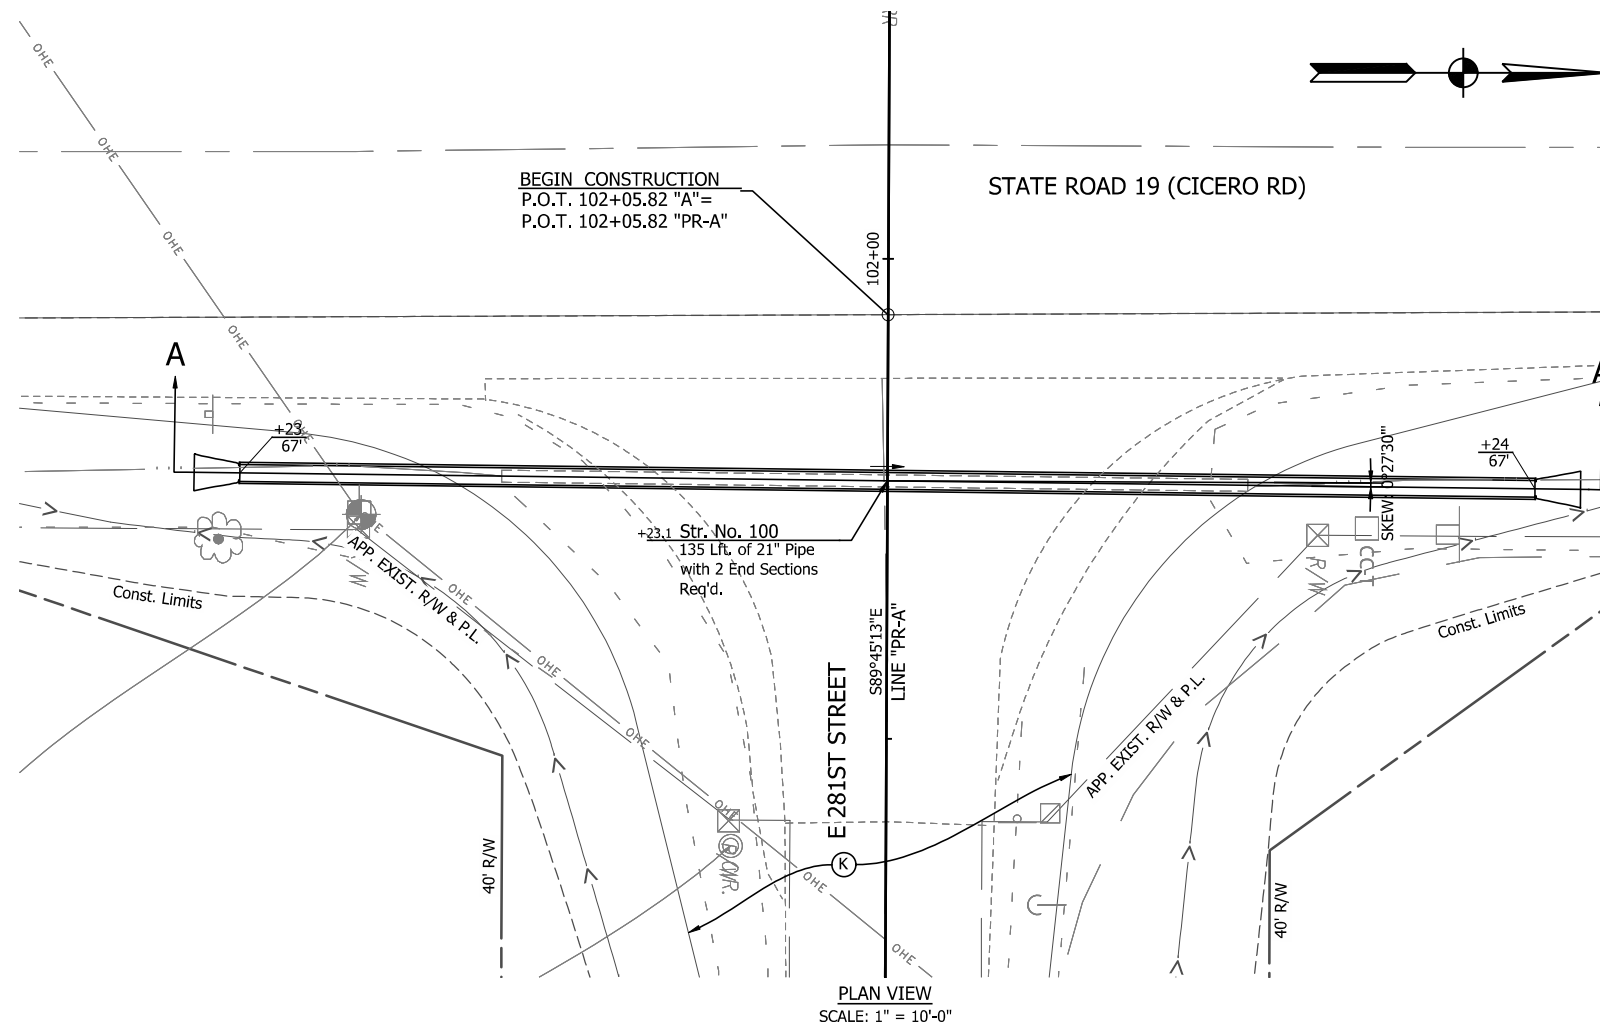 OHE
OHE
OHE
OHE
OHE
BEGIN CONSTRUCTION
P.O.T. 102+05.82 "A"=
P.O.T. 102+05.82 "PR-A"
STATE ROAD 19 (CICERO RD)
102+00
A
A
+23
67'
+24
67'
SKEW: 0°27'30"
+23.1 Str. No. 100
135 Lft. of 21" Pipe
with 2 End Sections
Req'd.
Const. Limits
APP. EXIST. R/W & P.L.
W
OHE
OHE
OHE
OHE
OHE
OHE
S89°45'13"E
LINE "PR-A"
E 281ST STREET
APP. EXIST. R/W & P.L.
R/W
Const. Limits
40' R/W
K
40' R/W
PLAN VIEW
SCALE: 1" = 10'-0"